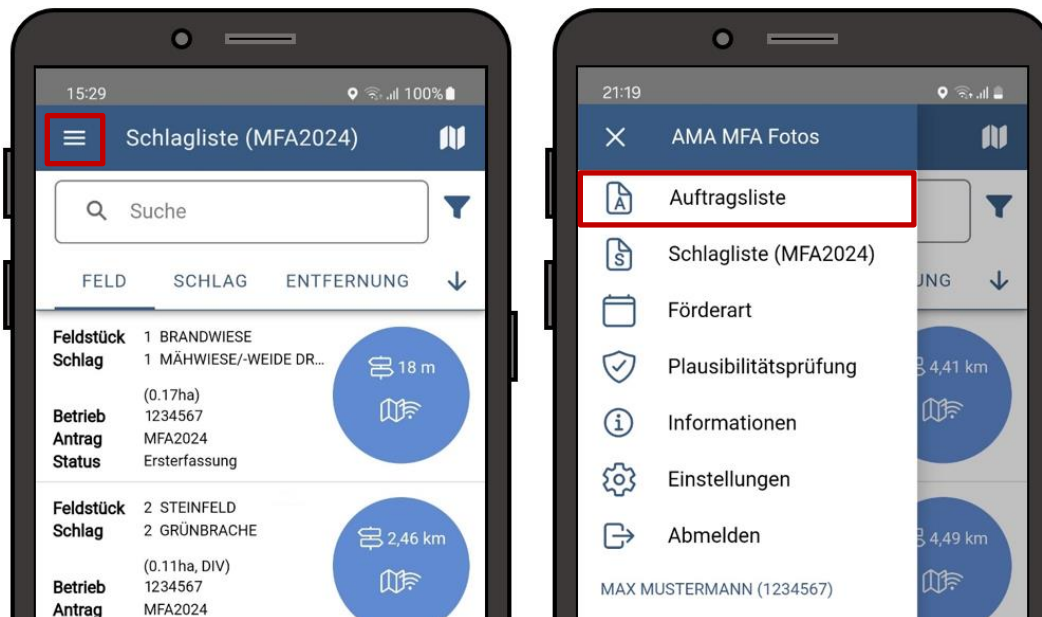 15:29
100%
Schlagliste (MFA2024)
Suche
FELD SCHLAG ENTFERNUNG
Feldstück 1 BRANDWIESE
Schlag 1 MÄHWIESE/-WEIDE DR...
18 m
(0.17ha)
Betrieb 1234567
Antrag MFA2024
Status Ersterfassung
Feldstück 2 STEINFELD
Schlag 2 GRÜNBRACHE
2,46 km
(0.11ha, DIV)
Betrieb 1234567
Antrag MFA2024
21:19
AMA MFA Fotos
A Auftragsliste
S Schlagliste (MFA2024)
Förderart
Plausibilitätsprüfung
Informationen
Einstellungen
Abmelden
MAX MUSTERMANN (1234567)
UNG
4,41 km
4,49 km